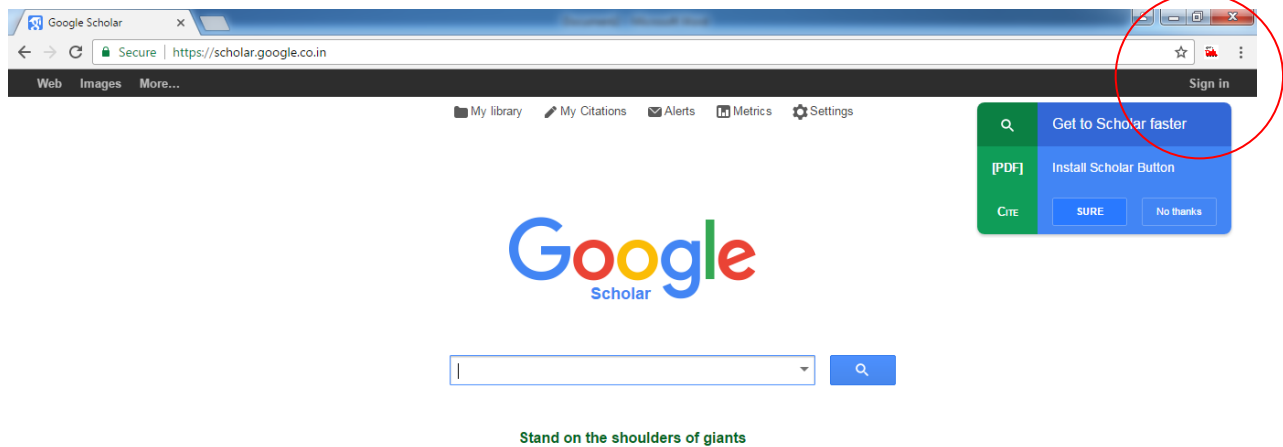 Google Scholar
Secure | https://scholar.google.co.in
Web Images More... Sign in
My library My Citations Alerts Metrics Settings
Get to Scholar faster
[PDF] Install Scholar Button
CITE SURE No thanks
Google
Scholar
Stand on the shoulders of giants